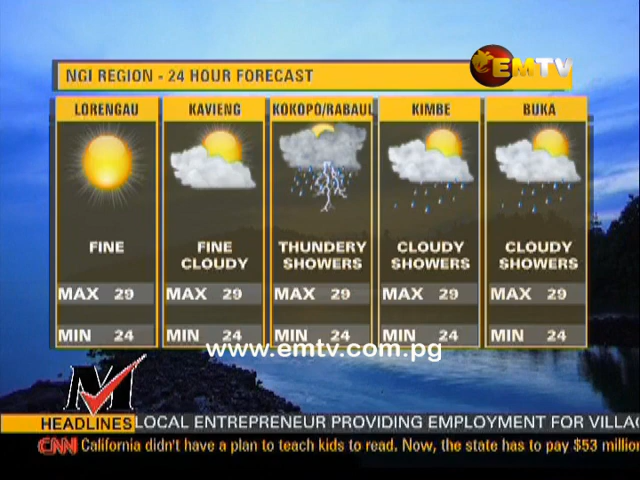 EMTV
NGI REGION - 24 HOUR FORECAST
LORENGAU
FINE
MAX 29
MIN 24
KAVIENG
FINE
CLOUDY
MAX 29
MIN 24
KOKOPO/RABAUL
THUNDERY
SHOWERS
MAX 29
MIN 24
KIMBE
CLOUDY
SHOWERS
MAX 29
MIN 24
BUKA
CLOUDY
SHOWERS
MAX 29
MIN 24
www.emtv.com.pg
M
HEADLINES LOCAL ENTREPRENEUR PROVIDING EMPLOYMENT FOR VILLAG
CNN California didn't have a plan to teach kids to read. Now, the state has to pay $53 million